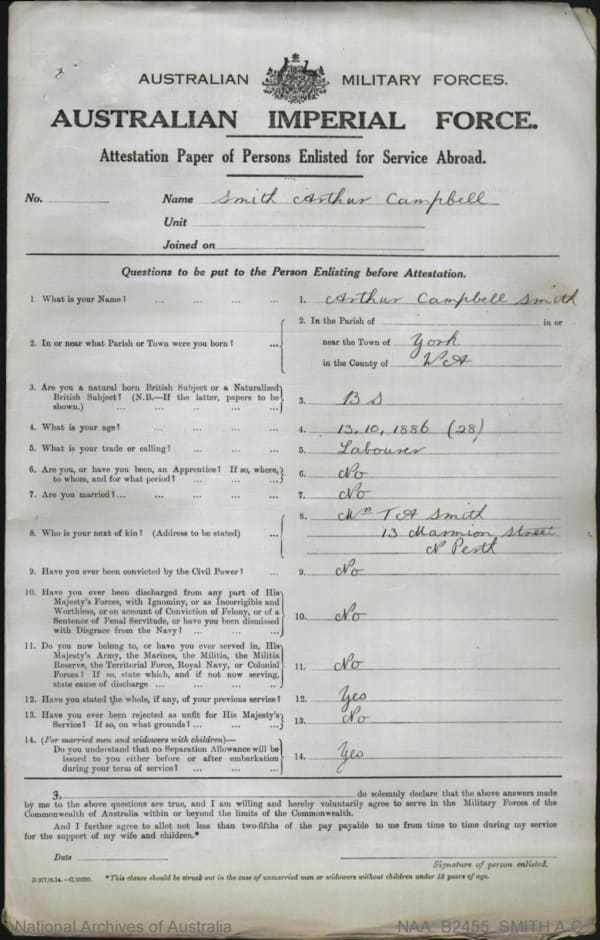 AUSTRALIAN MILITARY FORCES.
AUSTRALIAN IMPERIAL FORCE.
Attestation Paper of Persons Enlisted for Service Abroad.
No. Name Smith Arthur Campbell
Unit
Joined on
Questions to be put to the Person Enlisting before Attestation.
1. What is your Name? ... ... ... ... 1. Arthur Campbell Smith
2. In or near what Parish or Town were you born? ... 2. In the Parish of in or
near the Town of York
in the County of WA
3. Are you a natural born British Subject or a Naturalized
British Subject? (N.B.—If the latter, papers to be
shown.) ... ... ... ... 3. B S
4. What is your age? ... ... ... ... 4. 13.10.1886 (28)
5. What is your trade or calling? ... ... ... 5. Labourer
6. Are you, or have you been, an Apprentice? If so, where,
to whom, and for what period? ... ... ... 6. No
7. Are you married?... ... ... ... ... 7. No
8. Who is your next of kin? (Address to be stated) ... 8. Mrs T A Smith
13 Marmion Street
N Perth
9. Have you ever been convicted by the Civil Power? ... 9. No
10. Have you ever been discharged from any part of His
Majesty's Forces, with Ignominy, or as Incorrigible and
Worthless, or on account of Conviction of Felony, or of a
Sentence of Penal Servitude, or have you been dismissed
with Disgrace from the Navy? ... ... ... 10. No
11. Do you now belong to, or have you ever served in, His
Majesty's Army, the Marines, the Militia, the Militia
Reserve, the Territorial Force, Royal Navy, or Colonial
Forces? If so, state which, and if not now serving,
state cause of discharge ... ... ... ... 11. No
12. Have you stated the whole, if any, of your previous service? 12. Yes
13. Have you ever been rejected as unfit for His Majesty's
Service? If so, on what grounds? ... ... ... 13. No
14. (For married men and widowers with children)—
Do you understand that no Separation Allowance will be
issued to you either before or after embarkation
during your term of service? ... ... ... 14. Yes
I, do solemnly declare that the above answers made
by me to the above questions are true, and I am willing and hereby voluntarily agree to serve in the Military Forces of the
Commonwealth of Australia within or beyond the limits of the Commonwealth.
And I further agree to allot not less than two-fifths of the pay payable to me from time to time during my service
for the support of my wife and children.*
Date
Signature of person enlisted.
*This clause should be struck out in the case of unmarried men or widowers without children under 18 years of age.
National Archives of Australia NAA: B2455, SMITH A C